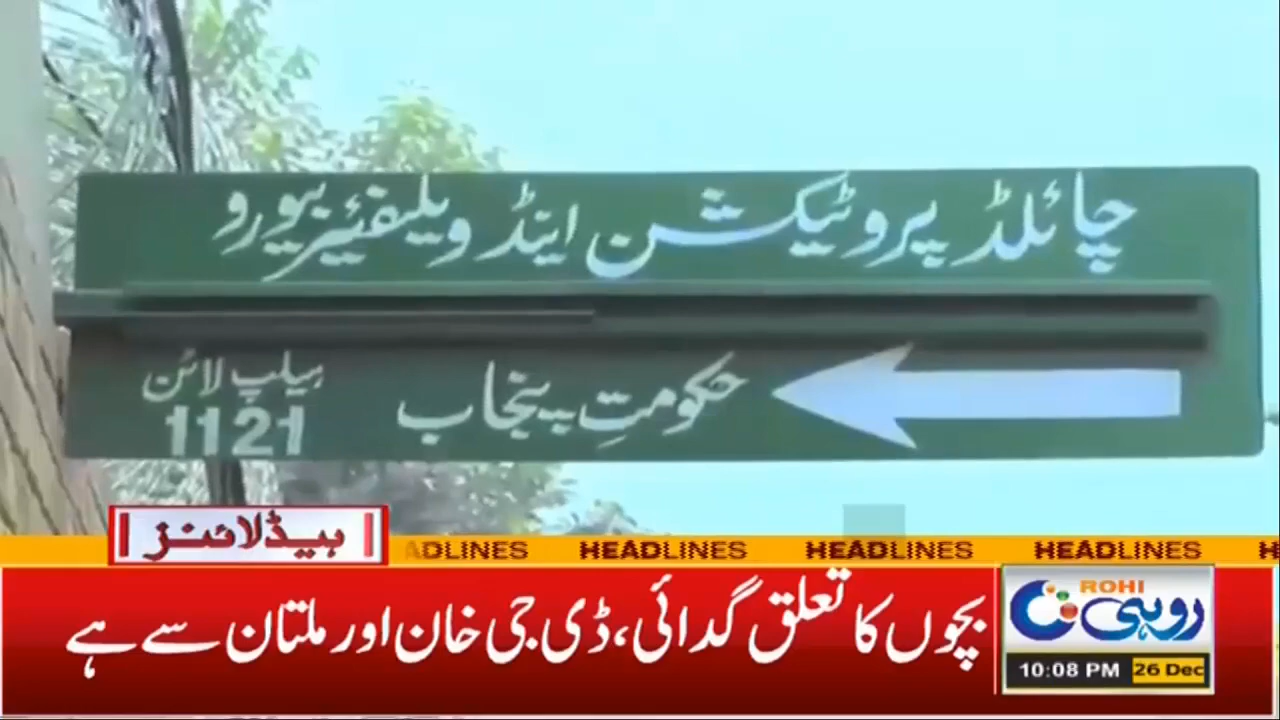 چائلڈ پروٹیکشن اینڈ ویلفیئر بیورو
حکومتِ پنجاب
ہیلپ لائن
1121
ہیڈلائنز
ADLINES HEADLINES HEADLINES HEADLINES H
بچوں کا تعلق گدائی، ڈی جی خان اور ملتان سے ہے
ROHI
روہی
10:08 PM 26 Dec